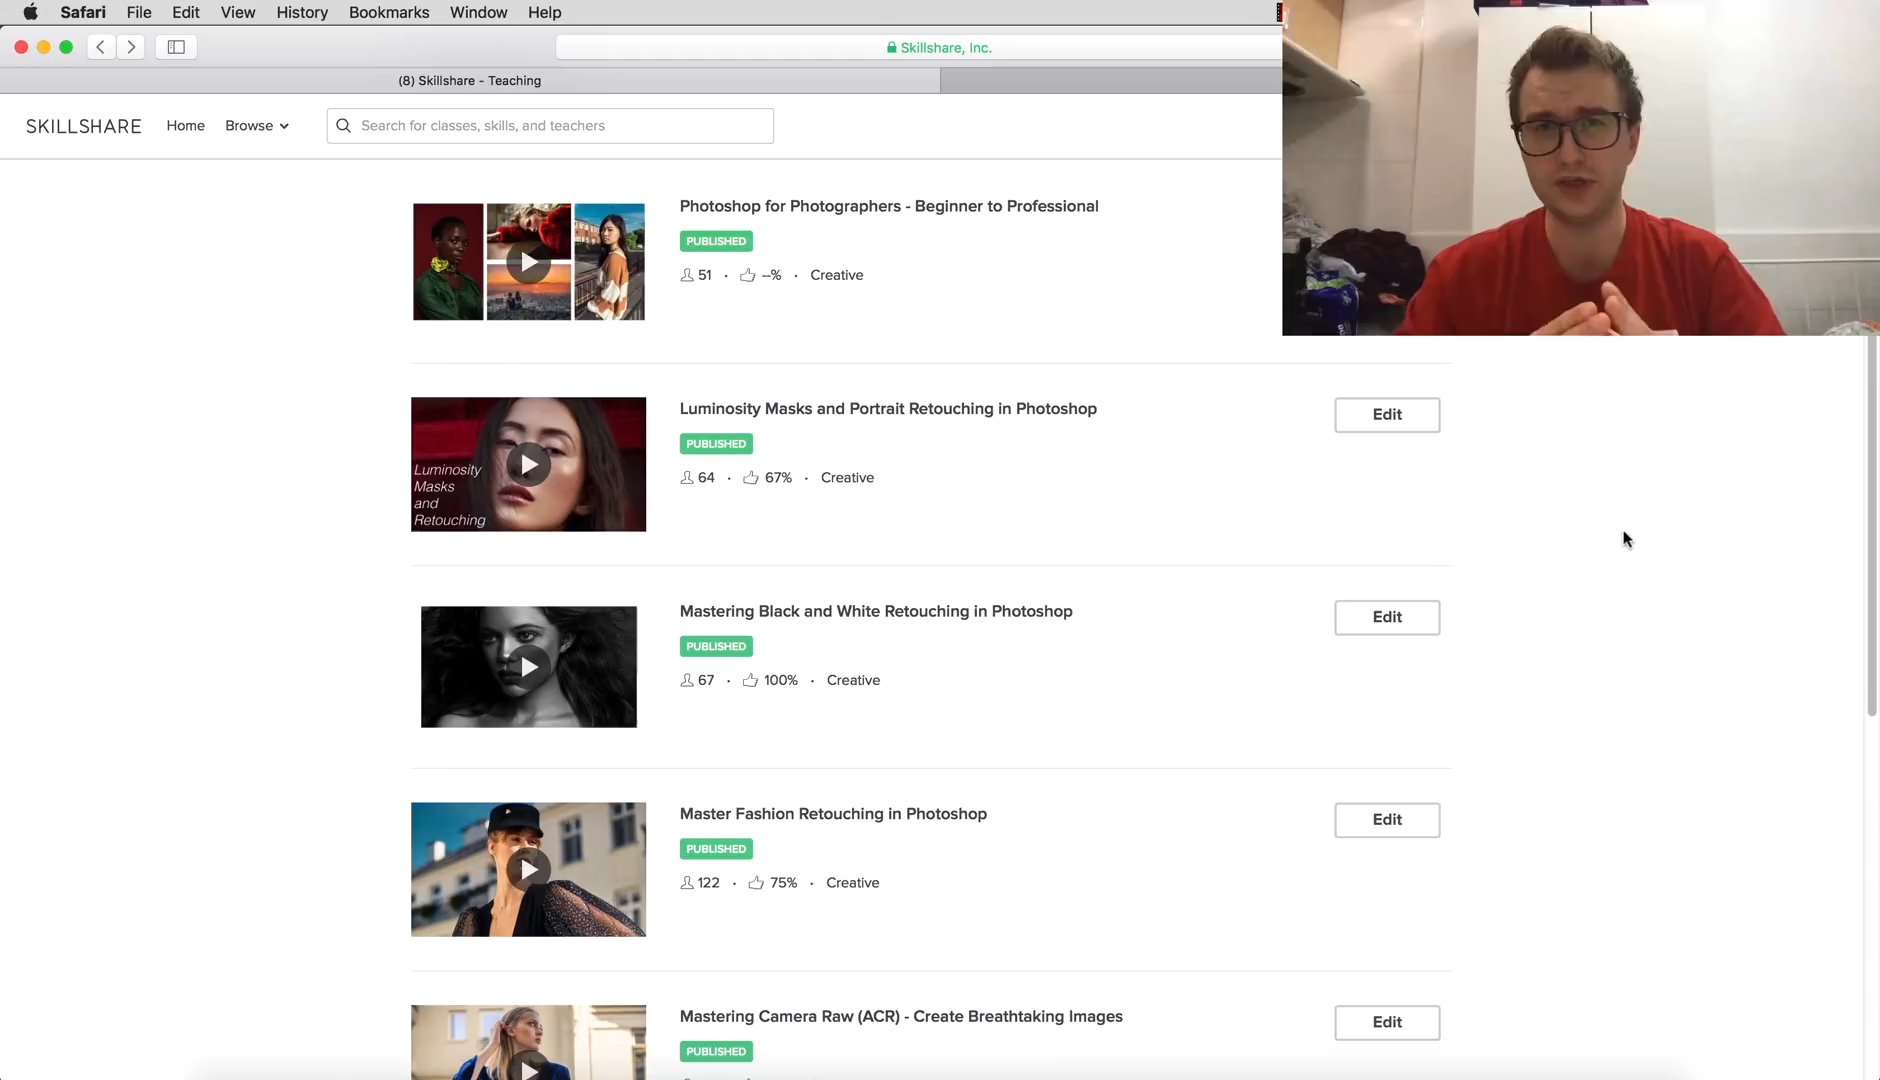 Safari File Edit View History Bookmarks Window Help
Skillshare, Inc.
(8) Skillshare - Teaching
SKILLSHARE Home Browse Search for classes, skills, and teachers
Photoshop for Photographers - Beginner to Professional
PUBLISHED
51 · --% · Creative
Luminosity Masks and Portrait Retouching in Photoshop
Edit
PUBLISHED
64 · 67% · Creative
Luminosity
Masks
and
Retouching
Mastering Black and White Retouching in Photoshop
Edit
PUBLISHED
67 · 100% · Creative
Master Fashion Retouching in Photoshop
Edit
PUBLISHED
122 · 75% · Creative
Mastering Camera Raw (ACR) - Create Breathtaking Images
Edit
PUBLISHED